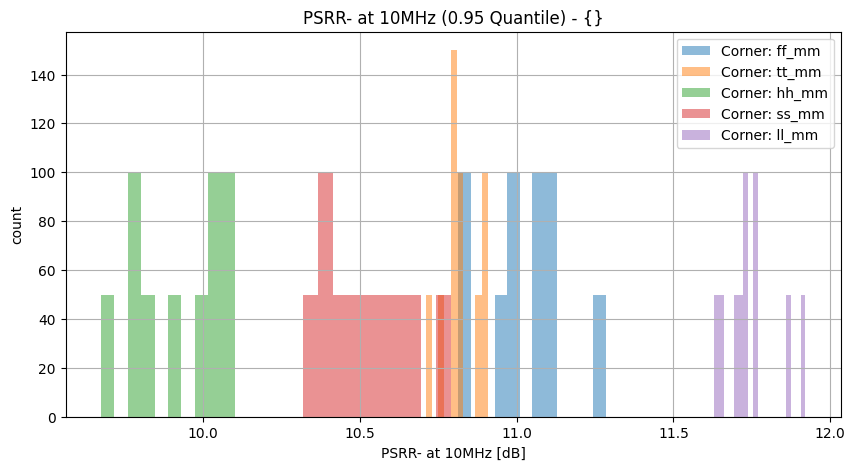 PSRR- at 10MHz (0.95 Quantile) - {}
Corner: ff_mm
Corner: tt_mm
Corner: hh_mm
Corner: ss_mm
Corner: ll_mm
140
120
100
80
60
40
20
0
count
10.0
10.5
11.0
11.5
12.0
PSRR- at 10MHz [dB]